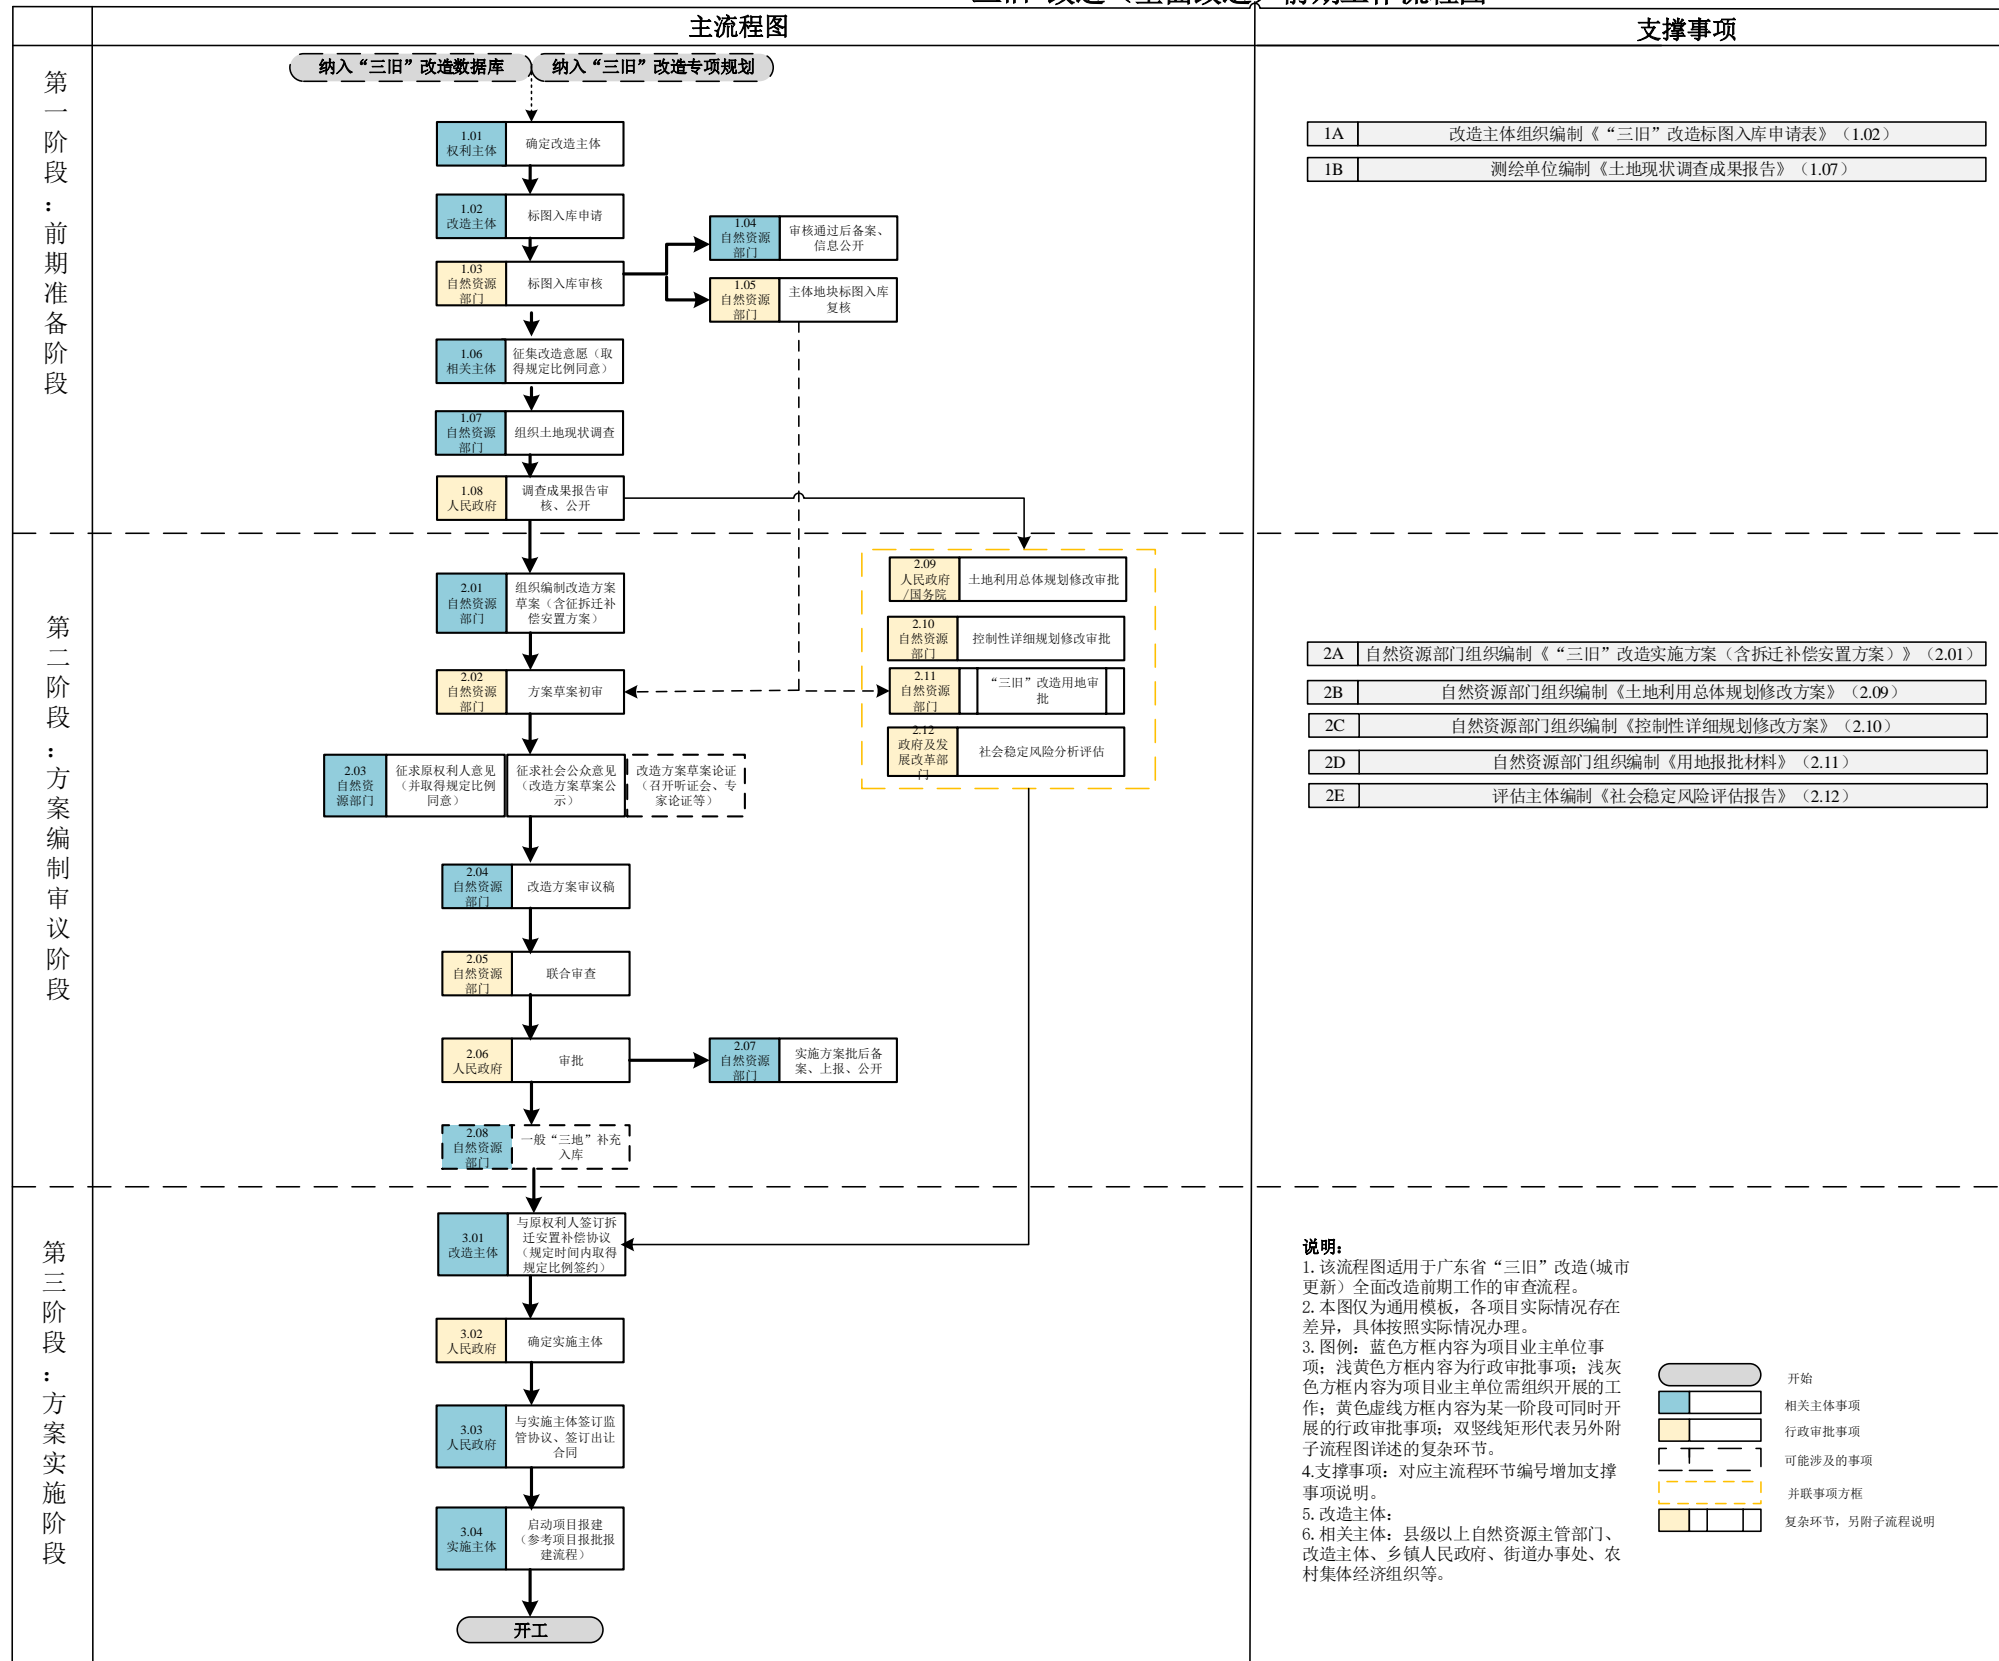 主流程图
支撑事项
第一阶段：前期准备阶段
纳入“三旧”改造数据库
纳入“三旧”改造专项规划
1.01
权利主体
确定改造主体
1.02
改造主体
标图入库申请
1.03
自然资源
部门
标图入库审核
1.04
自然资源
部门
审核通过后备案、
信息公开
1.05
自然资源
部门
主体地块标图入库
复核
1.06
相关主体
征集改造意愿（取
得规定比例同意）
1.07
自然资源
部门
组织土地现状调查
1.08
人民政府
调查成果报告审
核、公开
1A
改造主体组织编制《“三旧”改造标图入库申请表》（1.02）
1B
测绘单位编制《土地现状调查成果报告》（1.07）
第二阶段：方案编制审议阶段
2.01
自然资源
部门
组织编制改造方案
草案（含征拆迁补
偿安置方案）
2.02
自然资源
部门
方案草案初审
2.03
自然资
源部门
征求原权利人意见
（并取得规定比例
同意）
征求社会公众意见
（改造方案草案公
示）
改造方案草案论证
（召开听证会、专
家论证等）
2.04
自然资源
部门
改造方案审议稿
2.05
自然资源
部门
联合审查
2.06
人民政府
审批
2.07
自然资源
部门
实施方案批后备
案、上报、公开
2.08
自然资源
部门
一般“三地”补充
入库
2.09
人民政府
/国务院
土地利用总体规划修改审批
2.10
自然资源
部门
控制性详细规划修改审批
2.11
自然资源
部门
“三旧”改造用地审
批
2.12
政府及发
展改革部
门
社会稳定风险分析评估
2A
自然资源部门组织编制《“三旧”改造实施方案（含拆迁补偿安置方案）》（2.01）
2B
自然资源部门组织编制《土地利用总体规划修改方案》（2.09）
2C
自然资源部门组织编制《控制性详细规划修改方案》（2.10）
2D
自然资源部门组织编制《用地报批材料》（2.11）
2E
评估主体编制《社会稳定风险评估报告》（2.12）
第三阶段：方案实施阶段
3.01
改造主体
与原权利人签订拆
迁安置补偿协议
（规定时间内取得
规定比例签约）
3.02
人民政府
确定实施主体
3.03
人民政府
与实施主体签订监
管协议、签订出让
合同
3.04
实施主体
启动项目报建
（参考项目报批报
建流程）
开工
说明：
1.该流程图适用于广东省“三旧”改造(城市
更新）全面改造前期工作的审查流程。
2.本图仅为通用模板，各项目实际情况存在
差异，具体按照实际情况办理。
3.图例：蓝色方框内容为项目业主单位事
项；浅黄色方框内容为行政审批事项；浅灰
色方框内容为项目业主单位需组织开展的工
作；黄色虚线方框内容为某一阶段可同时开
展的行政审批事项；双竖线矩形代表另外附
子流程图详述的复杂环节。
4.支撑事项：对应主流程环节编号增加支撑
事项说明。
5.改造主体：
6.相关主体：县级以上自然资源主管部门、
改造主体、乡镇人民政府、街道办事处、农
村集体经济组织等。
开始
相关主体事项
行政审批事项
可能涉及的事项
并联事项方框
复杂环节，另附子流程说明